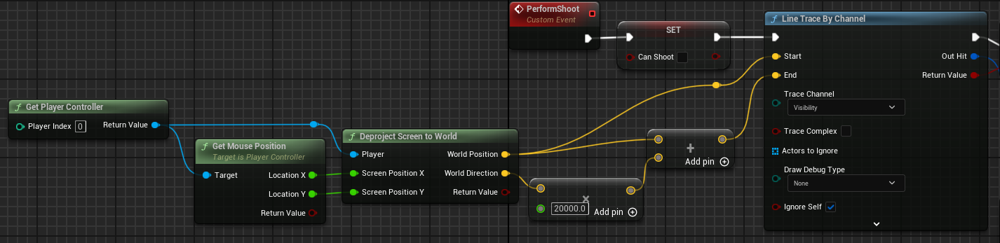 PerformShoot
Custom Event
SET
Can Shoot
f Line Trace By Channel
Start
Out Hit
End
Return Value
Trace Channel
Visibility
Trace Complex
Actors to Ignore
Draw Debug Type
None
Ignore Self
f Get Player Controller
Player Index 0
Return Value
f Get Mouse Position
Target is Player Controller
Target
Location X
Location Y
Return Value
f Deproject Screen to World
Player
World Position
Screen Position X
World Direction
Screen Position Y
Return Value
+
Add pin
×
20000.0
Add pin